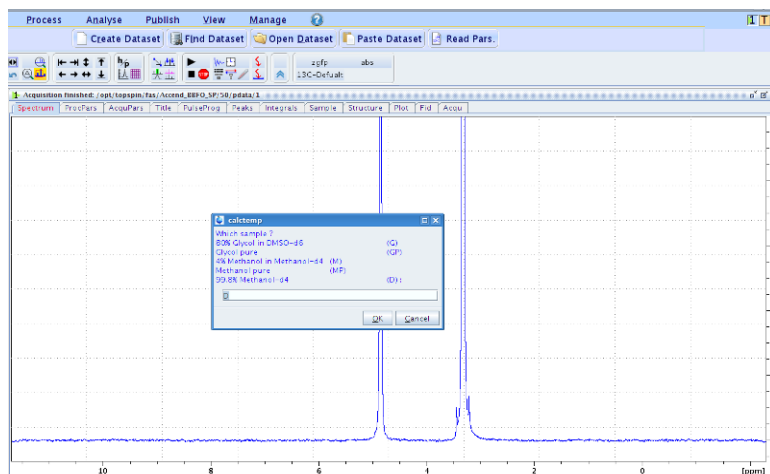 Process Analyse Publish View Manage ?
1 T
Create Dataset Find Dataset Open Dataset Paste Dataset Read Pars.
zgfp abs
13C-Defualt
1 Acquisition finished: /opt/topspin/fas/Accend_BBFO_SP/50/pdata/1
Spectrum ProcPars AcquPars Title PulseProg Peaks Integrals Sample Structure Plot Fid Acqu
calctemp
Which sample ?
80% Glycol in DMSO-d6 (G)
Glycol pure (GP)
4% Methanol in Methanol-d4 (M)
Methanol pure (MP)
99.8% Methanol-d4 (D) :
D
OK Cancel
10 8 6 4 2 0 [ppm]